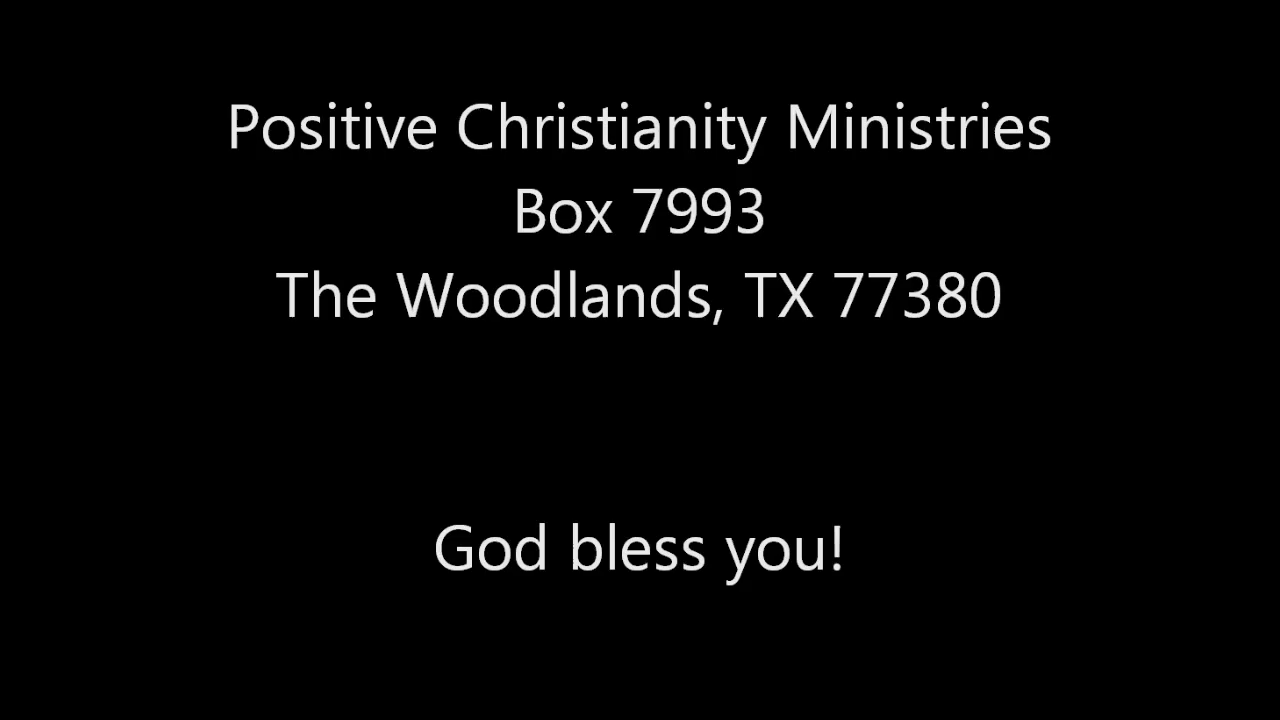 Positive Christianity Ministries
Box 7993
The Woodlands, TX 77380
God bless you!